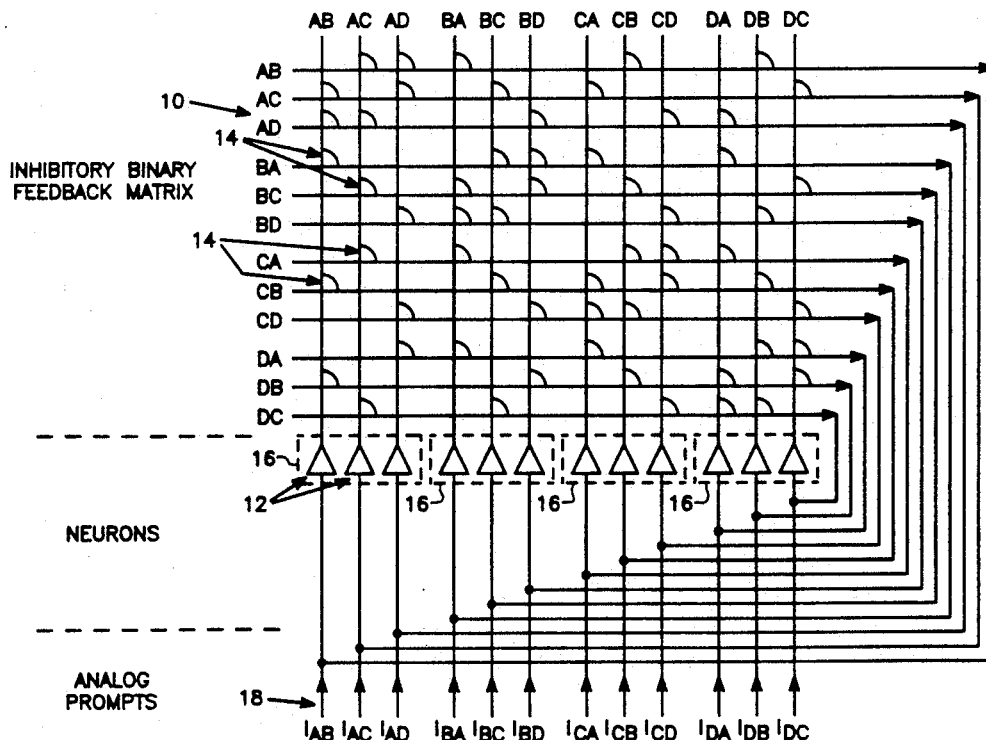 AB AC AD BA BC BD CA CB CD DA DB DC
AB
AC
10
AD
14
INHIBITORY BINARY
FEEDBACK MATRIX
BA
BC
BD
14
CA
CB
CD
DA
DB
DC
16
12
16
16
16
NEURONS
ANALOG
PROMPTS
18
IAB IAC IAD IBA IBC IBD ICA ICB ICD IDA IDB IDC